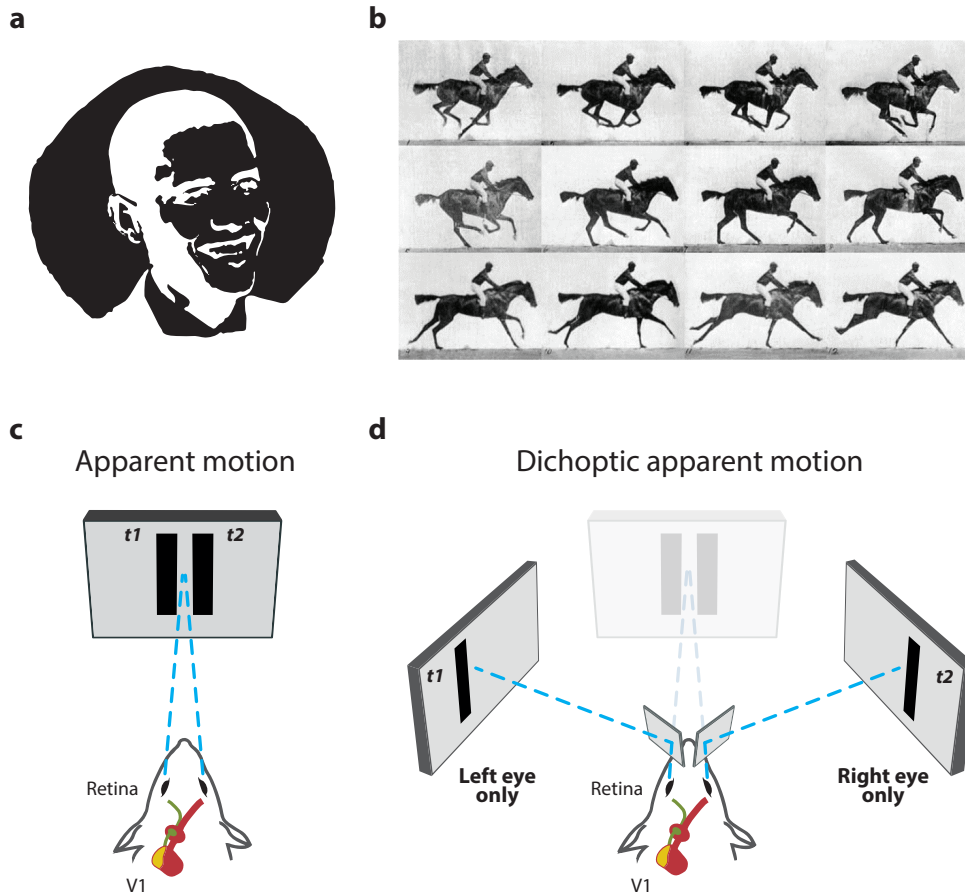 a
b
c
Apparent motion
t1
t2
Retina
V1
d
Dichoptic apparent motion
t1
t2
Left eye
only
Right eye
only
Retina
V1